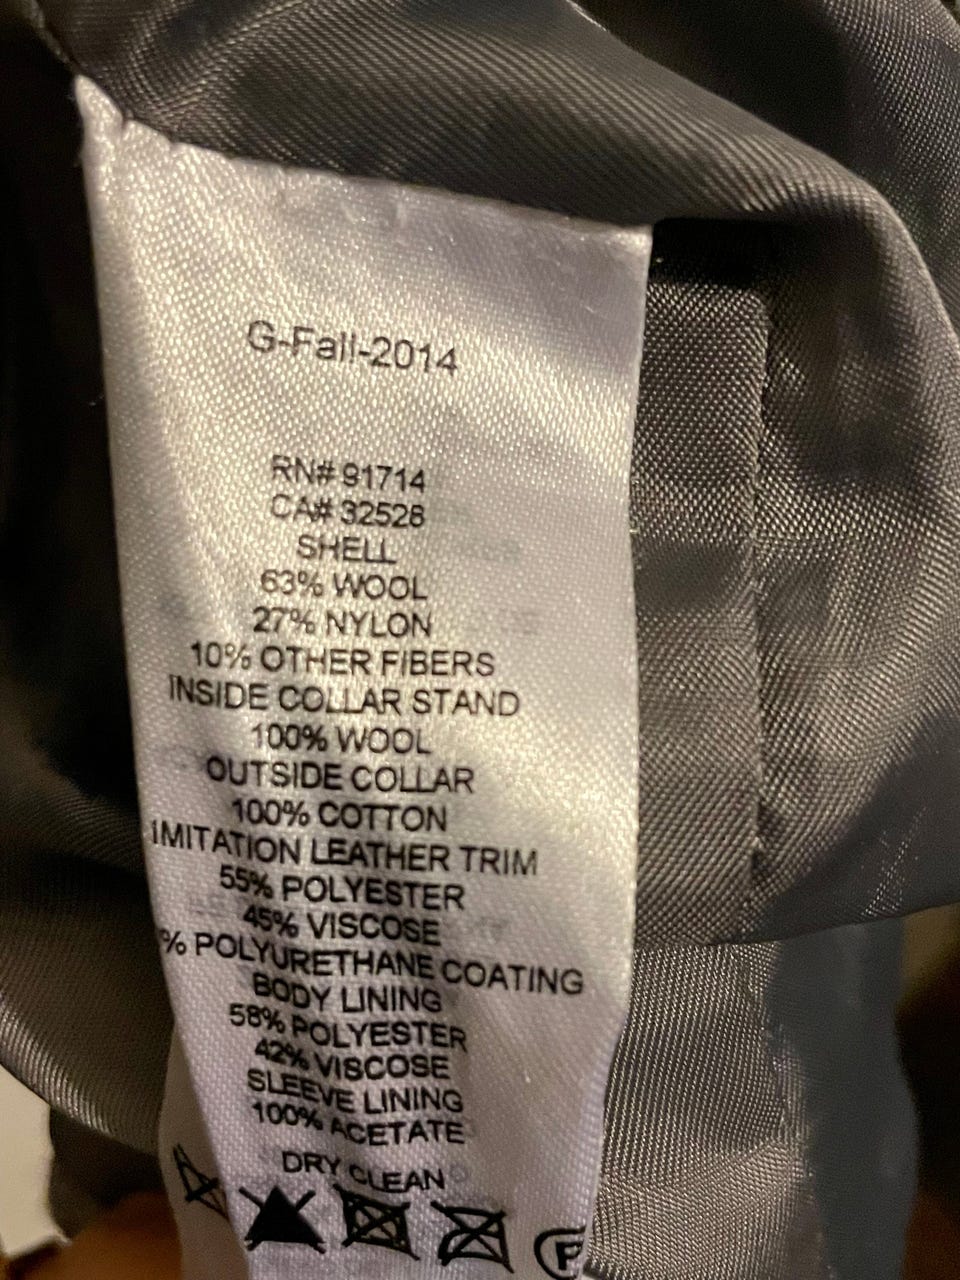 G-Fall-2014
RN# 91714
CA# 32528
SHELL
63% WOOL
27% NYLON
10% OTHER FIBERS
INSIDE COLLAR STAND
100% WOOL
OUTSIDE COLLAR
100% COTTON
IMITATION LEATHER TRIM
55% POLYESTER
45% VISCOSE
% POLYURETHANE COATING
BODY LINING
58% POLYESTER
42% VISCOSE
SLEEVE LINING
100% ACETATE
DRY CLEAN
P